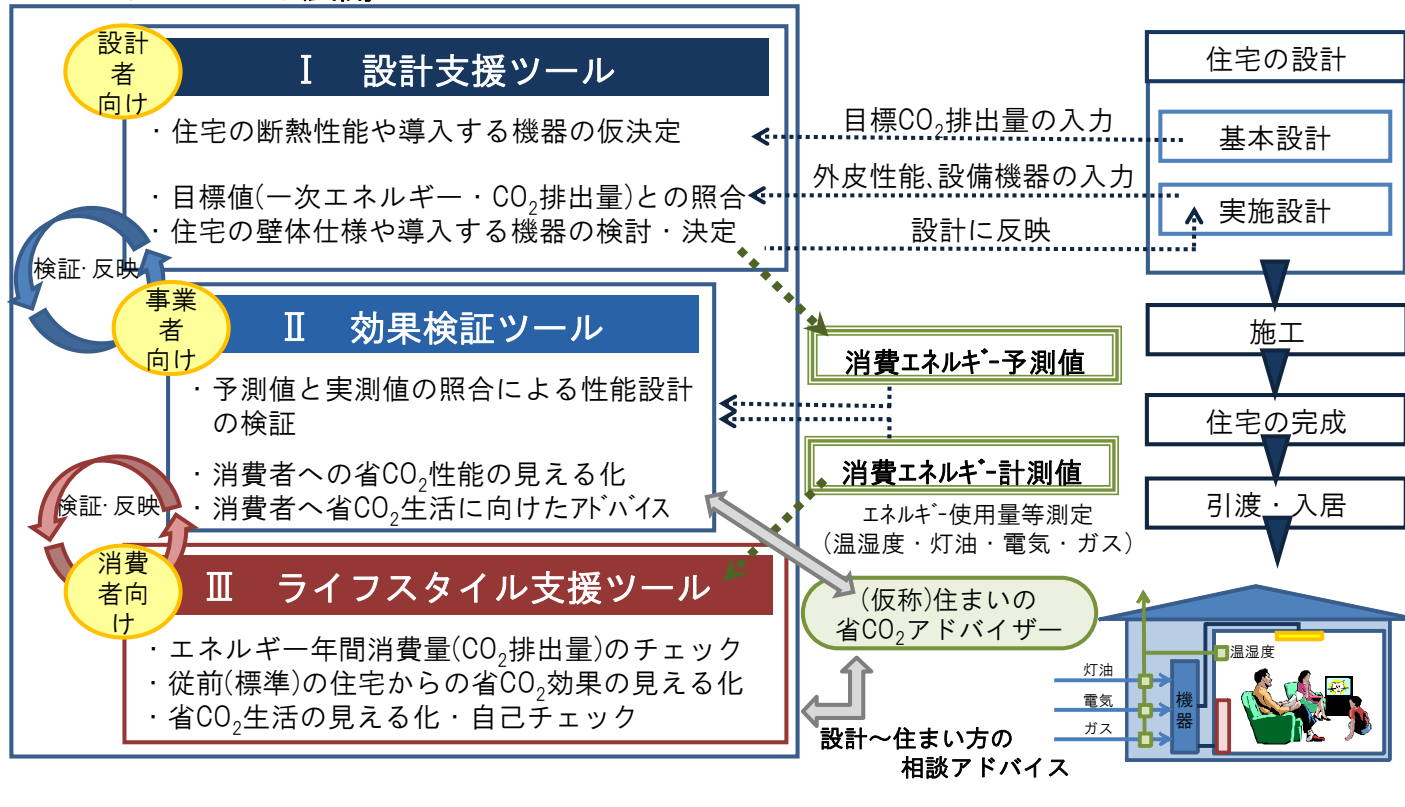 設計
者
向け
Ⅰ 設計支援ツール
・住宅の断熱性能や導入する機器の仮決定
・目標値(一次エネルギー・CO₂排出量)との照合
・住宅の壁体仕様や導入する機器の検討・決定
目標CO₂排出量の入力
外皮性能､設備機器の入力
設計に反映
住宅の設計
基本設計
実施設計
施工
住宅の完成
引渡・入居
検証･反映
事業
者
向け
Ⅱ 効果検証ツール
・予測値と実測値の照合による性能設計
の検証
・消費者への省CO₂性能の見える化
・消費者へ省CO₂生活に向けたｱﾄﾞﾊﾞｲｽ
消費ｴﾈﾙｷﾞｰ予測値
消費ｴﾈﾙｷﾞｰ計測値
ｴﾈﾙｷﾞｰ使用量等測定
(温湿度・灯油・電気・ガス)
検証･反映
消費
者向
け
Ⅲ ライフスタイル支援ツール
・エネルギー年間消費量(CO₂排出量)のチェック
・従前(標準)の住宅からの省CO₂効果の見える化
・省CO₂生活の見える化・自己チェック
(仮称)住まいの
省CO₂アドバイザー
設計～住まい方の
相談アドバイス
温湿度
灯油
電気
ガス
機
器